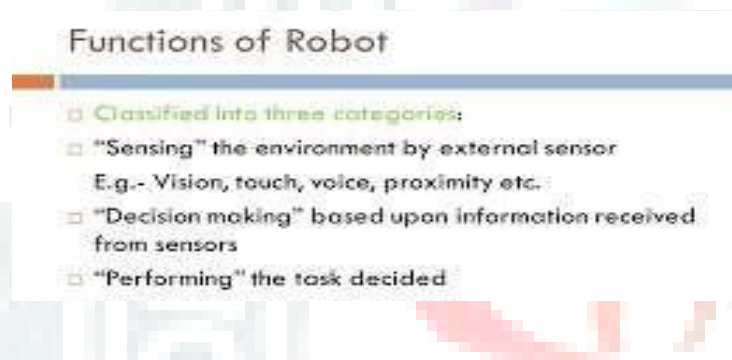 Functions of Robot
Classified into three categories:
"Sensing" the environment by external sensor
E.g.- Vision, touch, voice, proximity etc.
"Decision making" based upon information received
from sensors
"Performing" the task decided